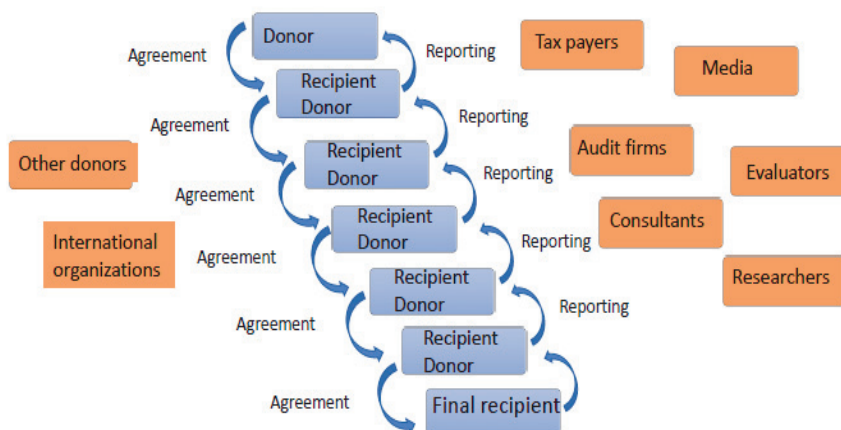 Donor
Reporting
Tax payers
Agreement
Media
Recipient
Donor
Reporting
Agreement
Audit firms
Recipient
Donor
Other donors
Reporting
Evaluators
Agreement
Consultants
Recipient
Donor
International
organizations
Reporting
Agreement
Researchers
Recipient
Donor
Reporting
Agreement
Recipient
Donor
Agreement
Final recipient